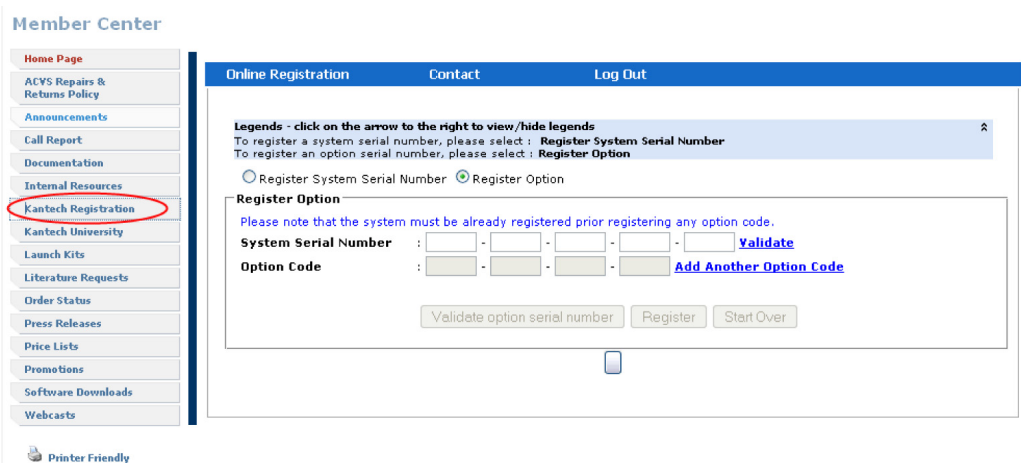 Member Center
Home Page
ACVS Repairs &
Returns Policy
Announcements
Call Report
Documentation
Internal Resources
Kantech Registration
Kantech University
Launch Kits
Literature Requests
Order Status
Press Releases
Price Lists
Promotions
Software Downloads
Webcasts
Printer Friendly
Online Registration Contact Log Out
Legends - click on the arrow to the right to view/hide legends
To register a system serial number, please select : Register System Serial Number
To register an option serial number, please select : Register Option
Register System Serial Number Register Option
Register Option
Please note that the system must be already registered prior registering any option code.
System Serial Number : - - - - Validate
Option Code : - - - Add Another Option Code
Validate option serial number Register Start Over